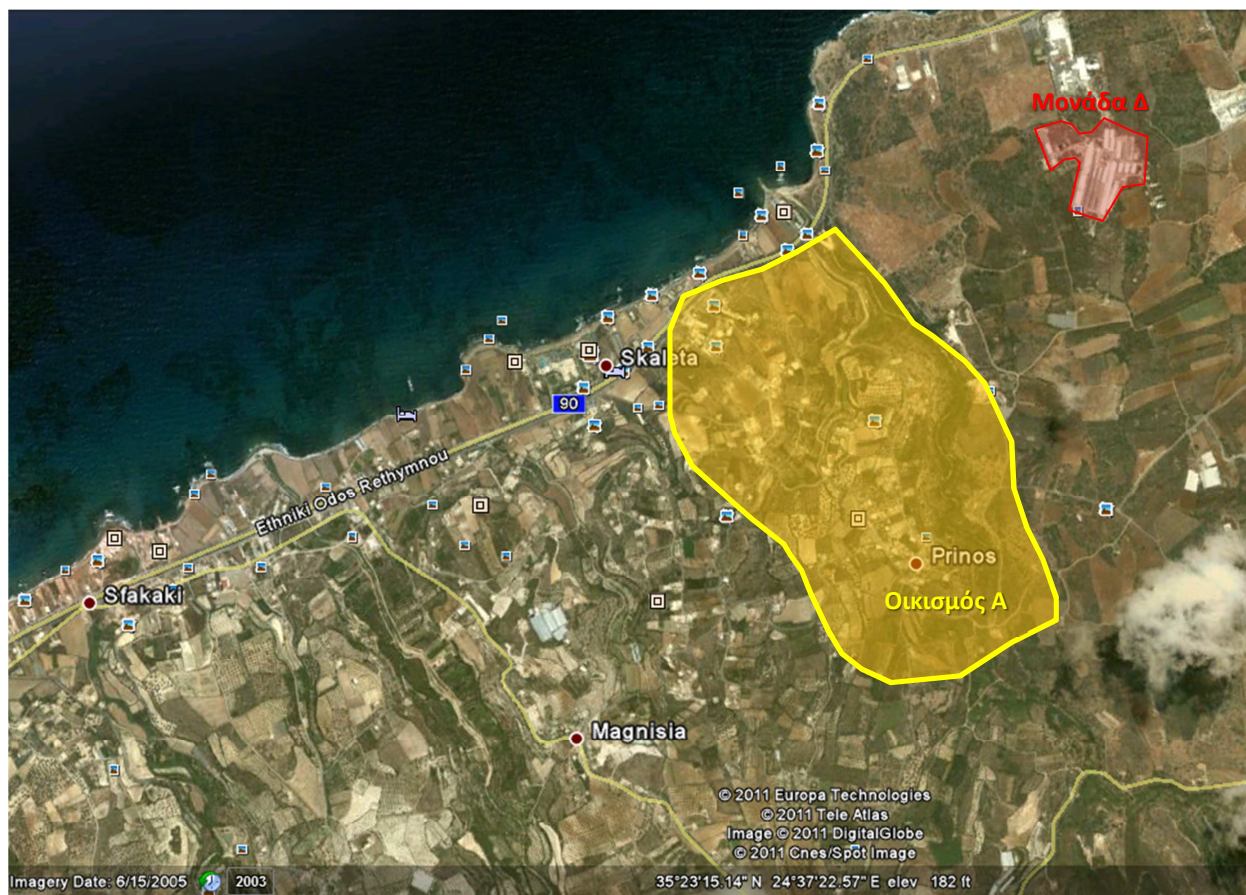 Μονάδα Δ
Skaleta
90
Ethniki Odos Rethymnou
Prinos
Οικισμός Α
Sfakaki
Magnisia
© 2011 Europa Technologies
© 2011 Tele Atlas
Image © 2011 DigitalGlobe
© 2011 Cnes/Spot Image
Imagery Date: 6/15/2005 2003 35°23'15.14" N 24°37'22.57" E elev 182 ft